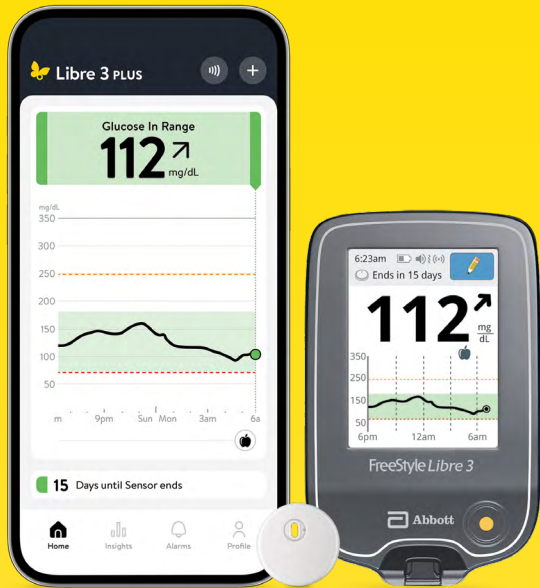 Libre 3 PLUS
Glucose In Range
112
mg/dL
mg/dL
350
300
250
200
150
100
50
m 9pm Sun Mon 3am 6a
15 Days until Sensor ends
Home Insights Alarms Profile
6:23am
Ends in 15 days
112
mg
dL
350
250
150
50
6pm 12am 6am
FreeStyle Libre 3
Abbott